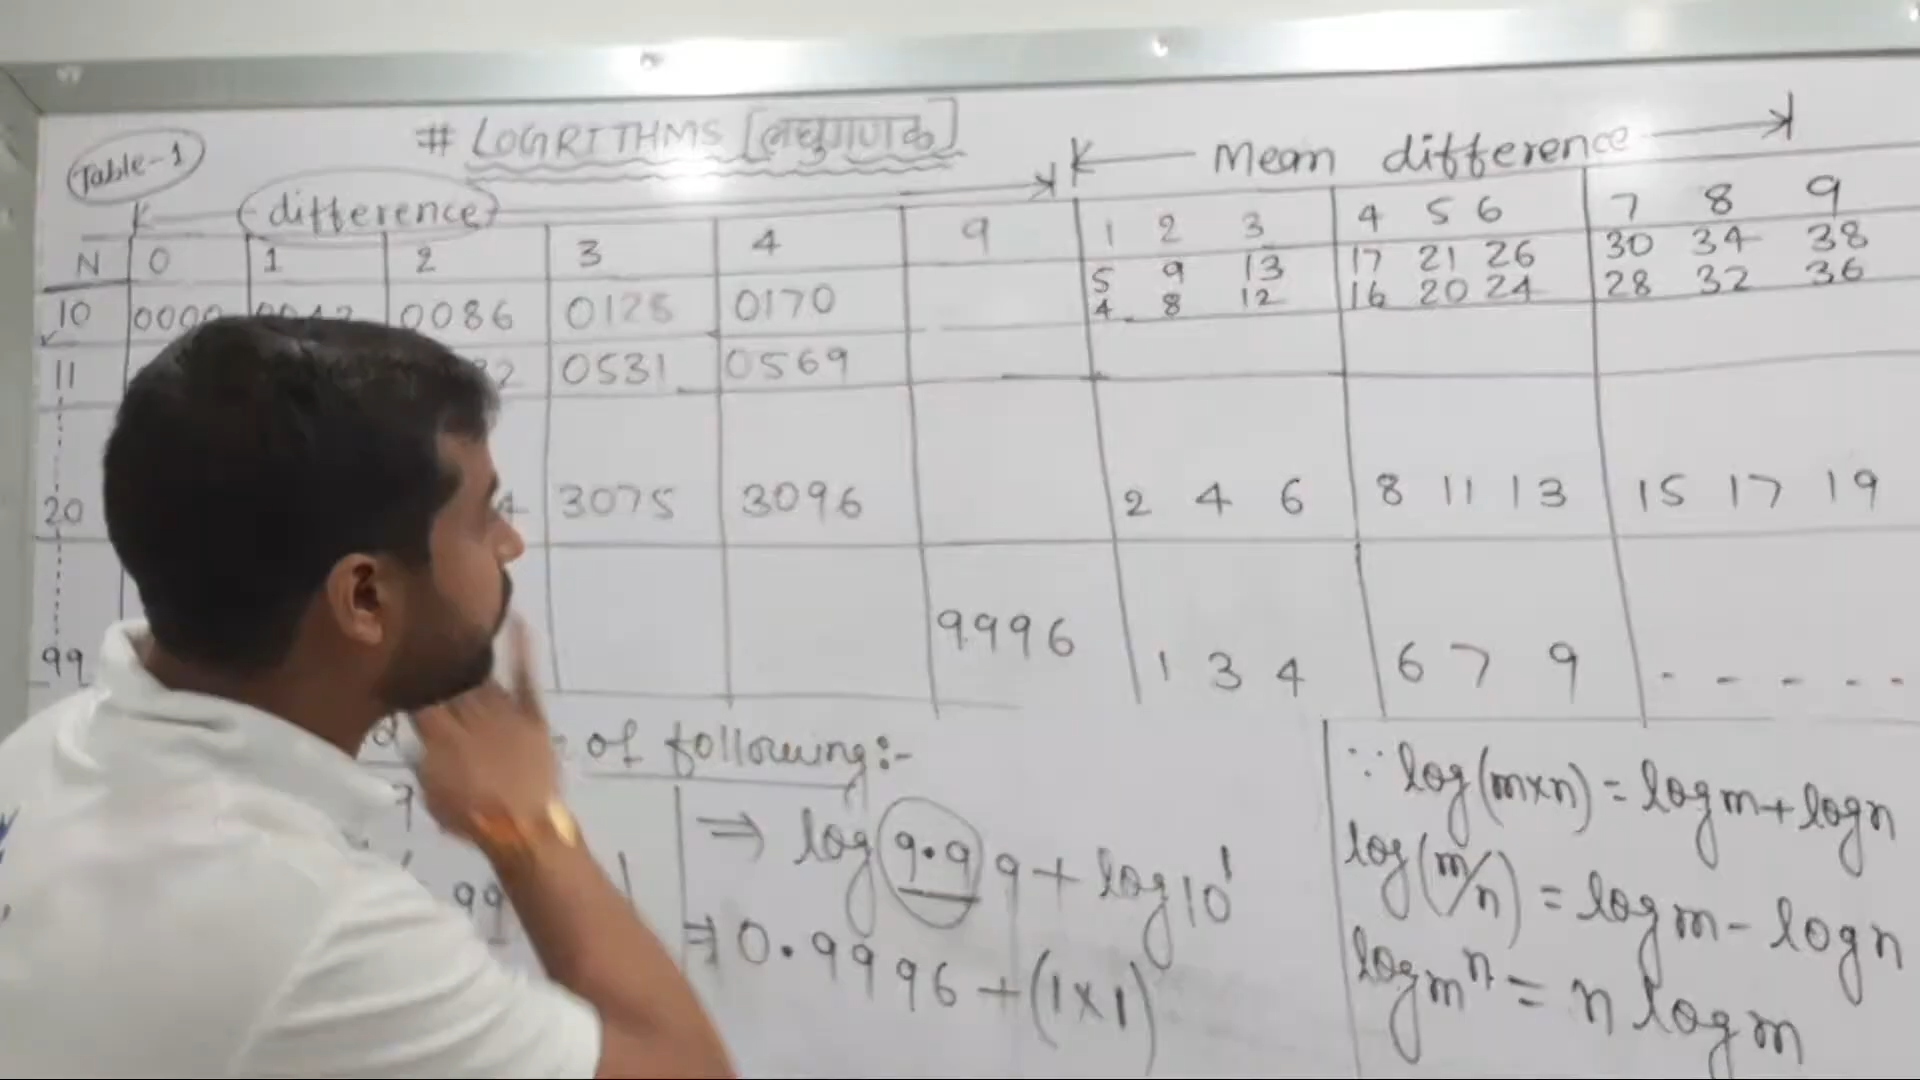 Table-1
# LOGRITHMS [लघुगणक]
difference
Mean difference
N 0 1 2 3 4 9 1 2 3 4 5 6 7 8 9
10 0000 0086 0128 0170 5 9 13 17 21 26 30 34 38
4 8 12 16 20 24 28 32 36
11 0531 0569
20 3075 3096 2 4 6 8 11 13 15 17 19
99 9996 1 3 4 6 7 9 - - - - -
of following:-
7
99
⇒ log 9.99 + log 10¹
⇒ 0.9996 + (1×1)
∵ log(m×n) = log m + log n
log(m/n) = log m - log n
log mⁿ = n log m